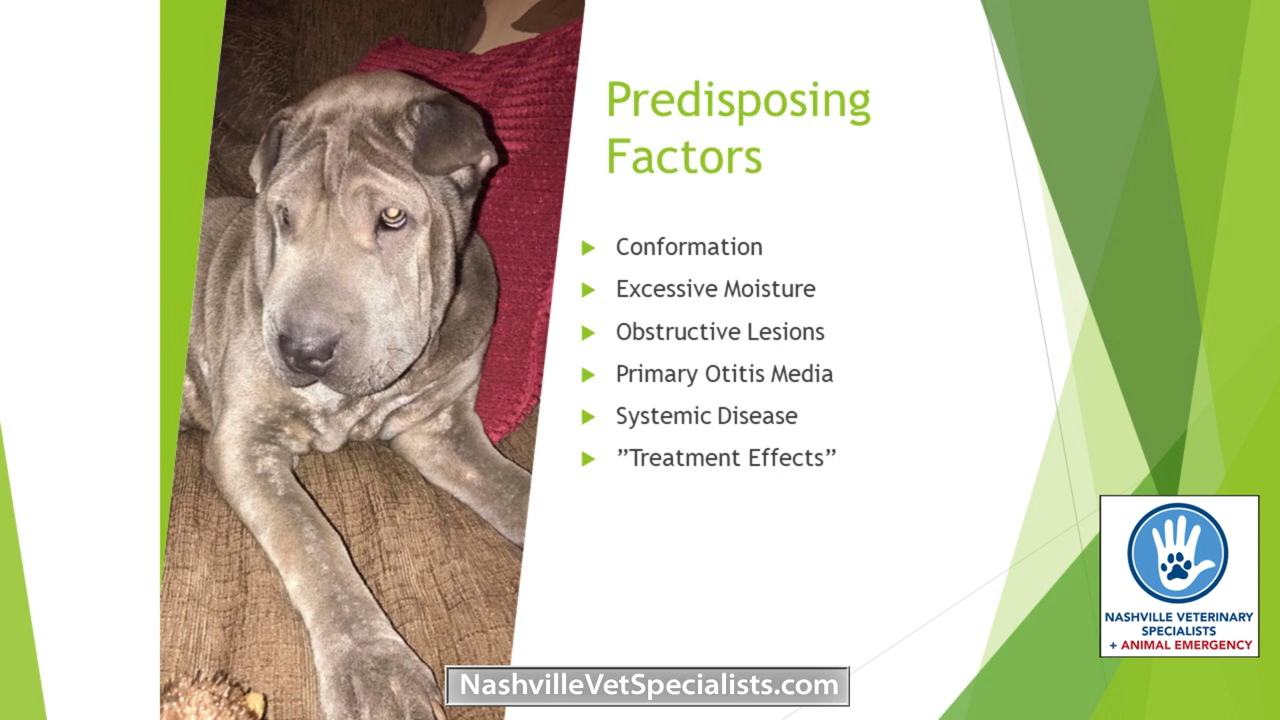 Predisposing
Factors
Conformation
Excessive Moisture
Obstructive Lesions
Primary Otitis Media
Systemic Disease
”Treatment Effects”
NASHVILLE VETERINARY
SPECIALISTS
+ ANIMAL EMERGENCY
NashvilleVetSpecialists.com